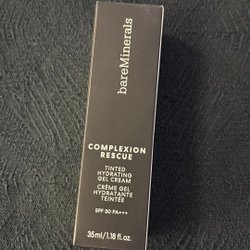 bareMinerals
COMPLEXION
RESCUE
TINTED
HYDRATING
GEL CREAM
CRÈME GEL
HYDRATANTE
TEINTÉE
SPF 30 PA+++
35ml/1.18 fl.oz.